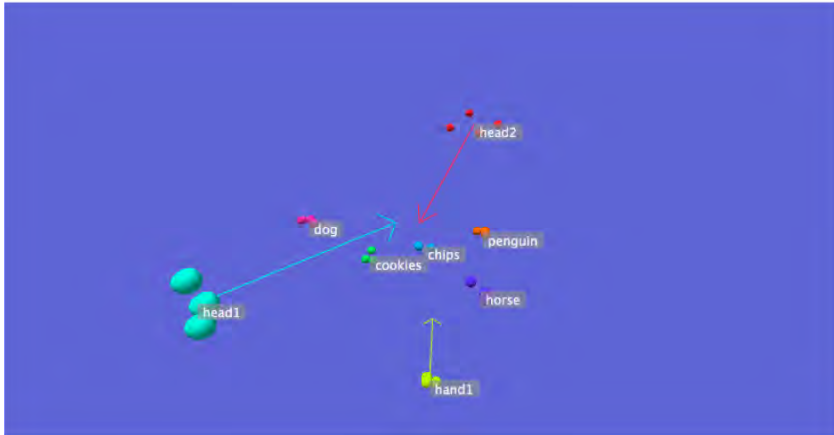 head2
dog
penguin
chips
cookies
horse
head1
hand1